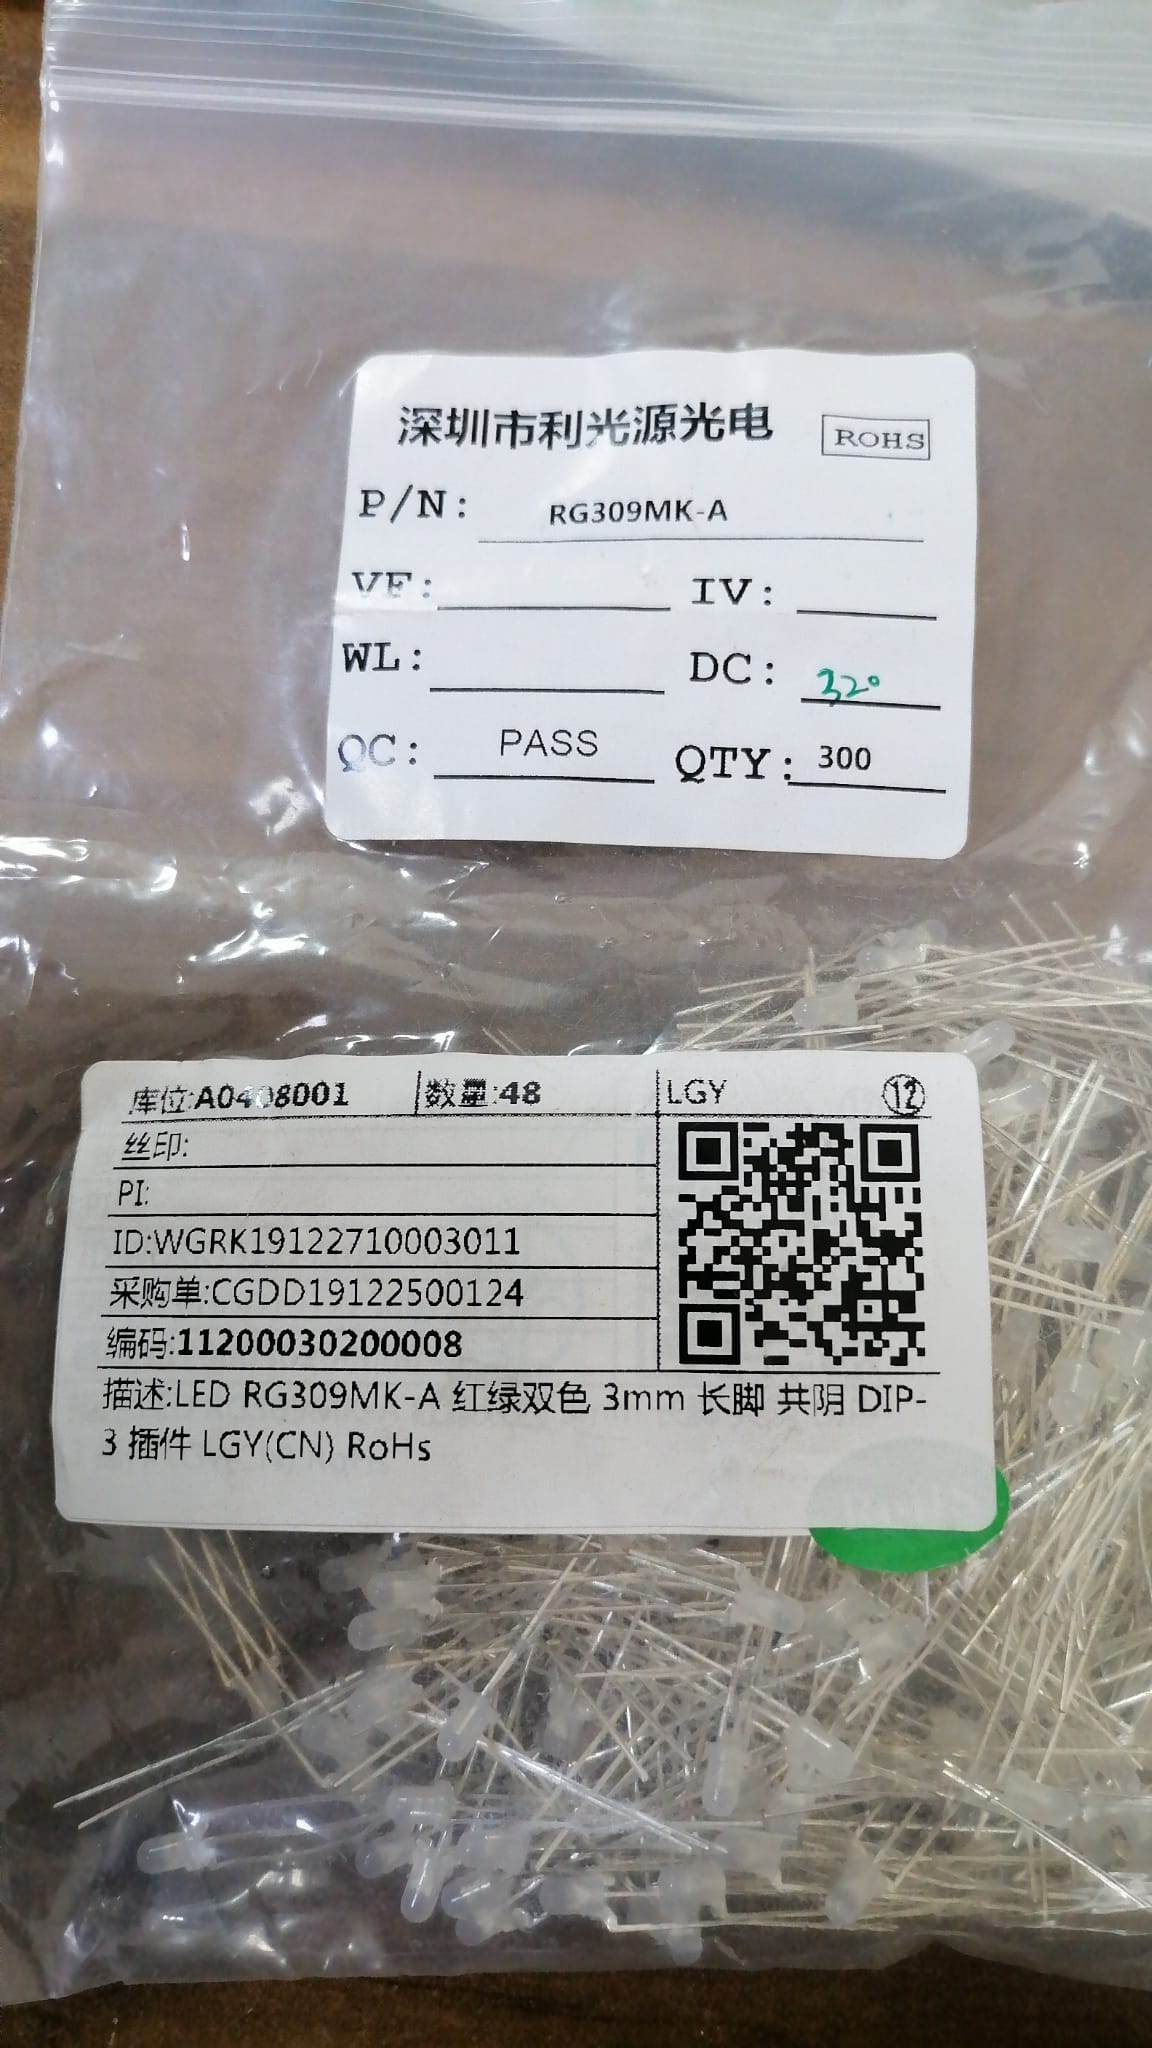 深圳市利光源光电 ROHS
P/N: RG309MK-A
VF: IV:
WL: DC: 320
QC: PASS QTY: 300
库位:A0408001 数量:48 LGY ⑫
丝印:
PI:
ID:WGRK19122710003011
采购单:CGDD19122500124
编码:11200030200008
描述:LED RG309MK-A 红绿双色 3mm 长脚 共阴 DIP-
3 插件 LGY(CN) RoHs